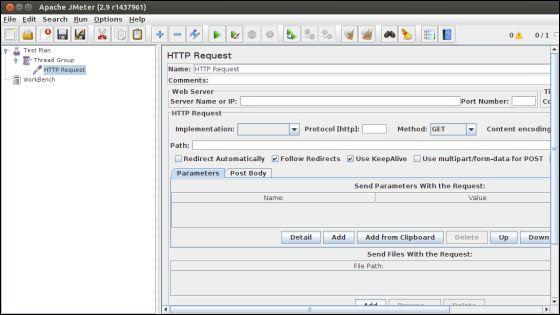 Apache JMeter (2.9 r1437961)
File Edit Search Run Options Help
0 0 / 1
Test Plan
Thread Group
HTTP Request
WorkBench
HTTP Request
Name: HTTP Request
Comments:
Web Server
Server Name or IP: Port Number:
HTTP Request
Implementation: Protocol [http]: Method: GET Content encoding
Path:
Redirect Automatically Follow Redirects Use KeepAlive Use multipart/form-data for POST
Parameters Post Body
Send Parameters With the Request:
Name: Value
Detail Add Add from Clipboard Delete Up Down
Send Files With the Request:
File Path:
Add Browse... Delete